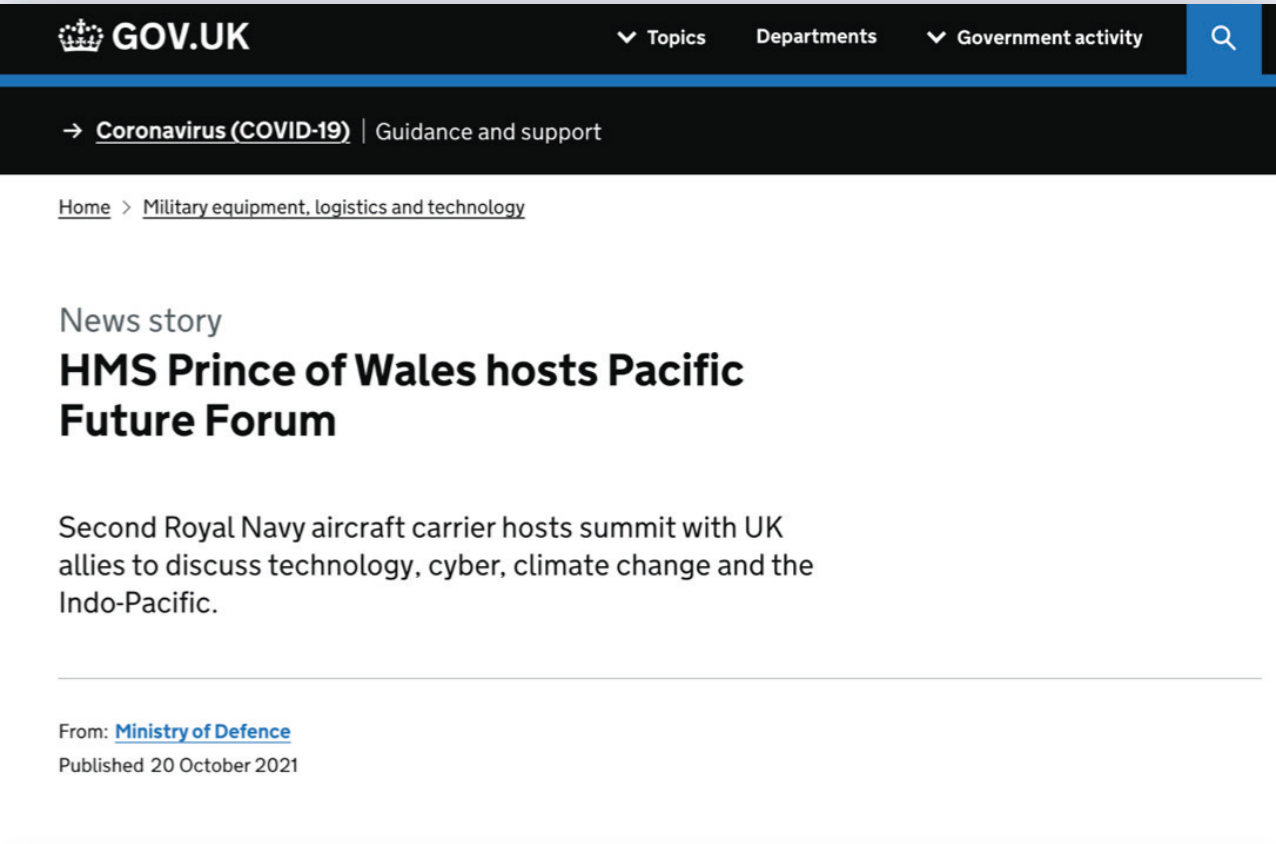 GOV.UK
Topics
Departments
Government activity
→ Coronavirus (COVID-19) | Guidance and support
Home > Military equipment, logistics and technology
News story
HMS Prince of Wales hosts Pacific
Future Forum
Second Royal Navy aircraft carrier hosts summit with UK
allies to discuss technology, cyber, climate change and the
Indo-Pacific.
From: Ministry of Defence
Published 20 October 2021